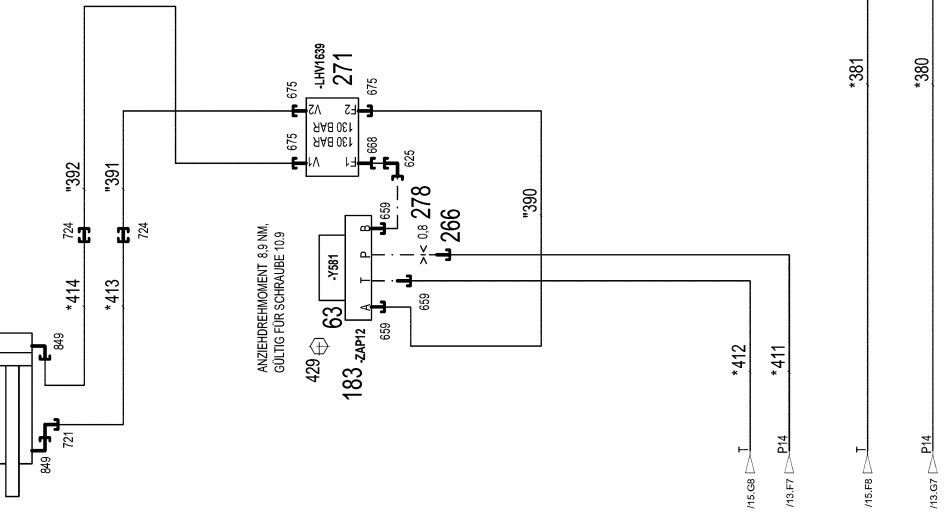 -LHV1639
271
675
675
V2
F2
130 BAR
130 BAR
V1
F1
675
668
625
"392
"391
724
724
*414
*413
849
849
721
ANZIEHDREHMOMENT 8,9 NM,
GÜLTIG FÜR SCHRAUBE 10.9
429
63
-Y581
183
-ZAP12
B
P
T
A
659
659
659
> < 0,8
278
266
"390
*412
*411
T
P14
/15.G8
/13.F7
*381
*380
T
P14
/15.F8
/13.G7